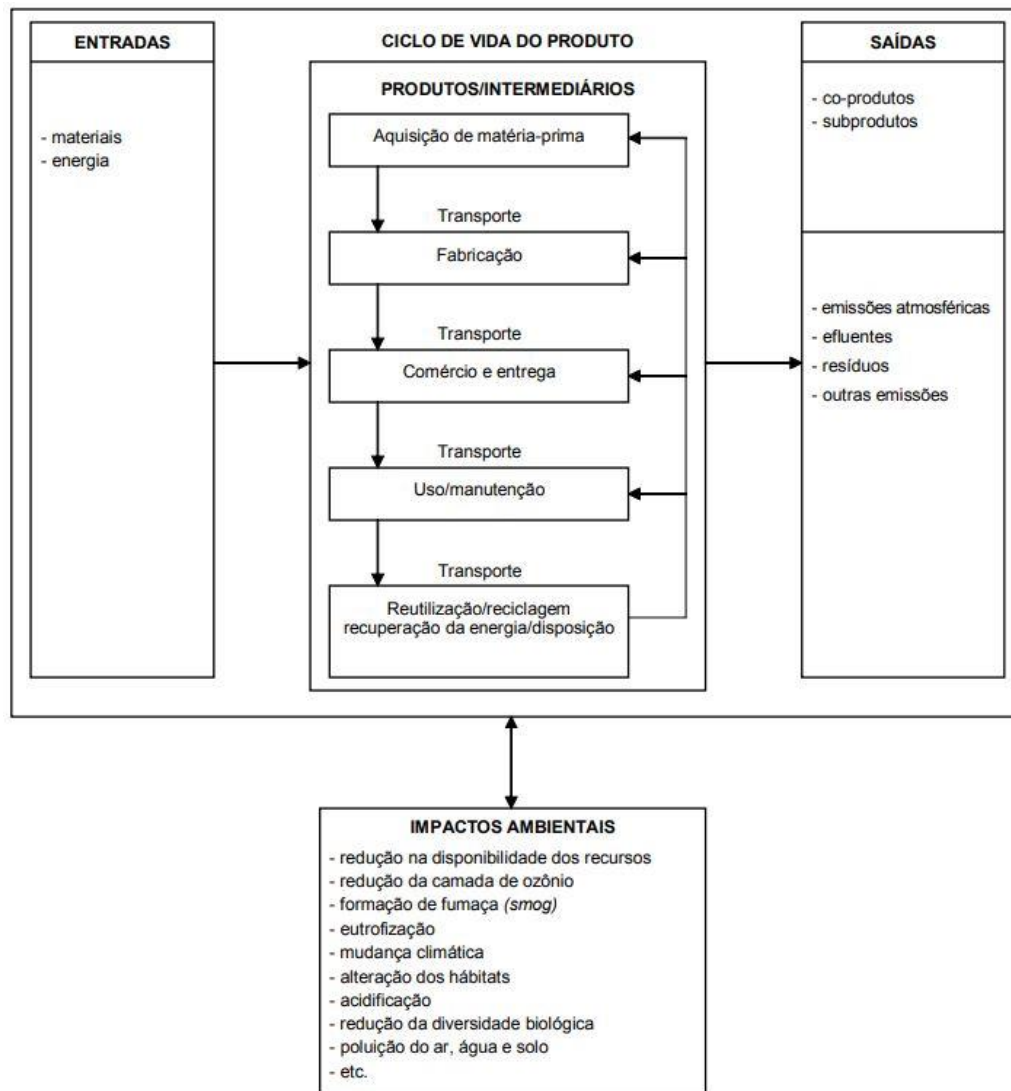 ENTRADAS
- materiais
- energia
CICLO DE VIDA DO PRODUTO
PRODUTOS/INTERMEDIÁRIOS
Aquisição de matéria-prima
Transporte
Fabricação
Transporte
Comércio e entrega
Transporte
Uso/manutenção
Transporte
Reutilização/reciclagem
recuperação da energia/disposição
SAÍDAS
- co-produtos
- subprodutos
- emissões atmosféricas
- efluentes
- resíduos
- outras emissões
IMPACTOS AMBIENTAIS
- redução na disponibilidade dos recursos
- redução da camada de ozônio
- formação de fumaça (smog)
- eutrofização
- mudança climática
- alteração dos hábitats
- acidificação
- redução da diversidade biológica
- poluição do ar, água e solo
- etc.